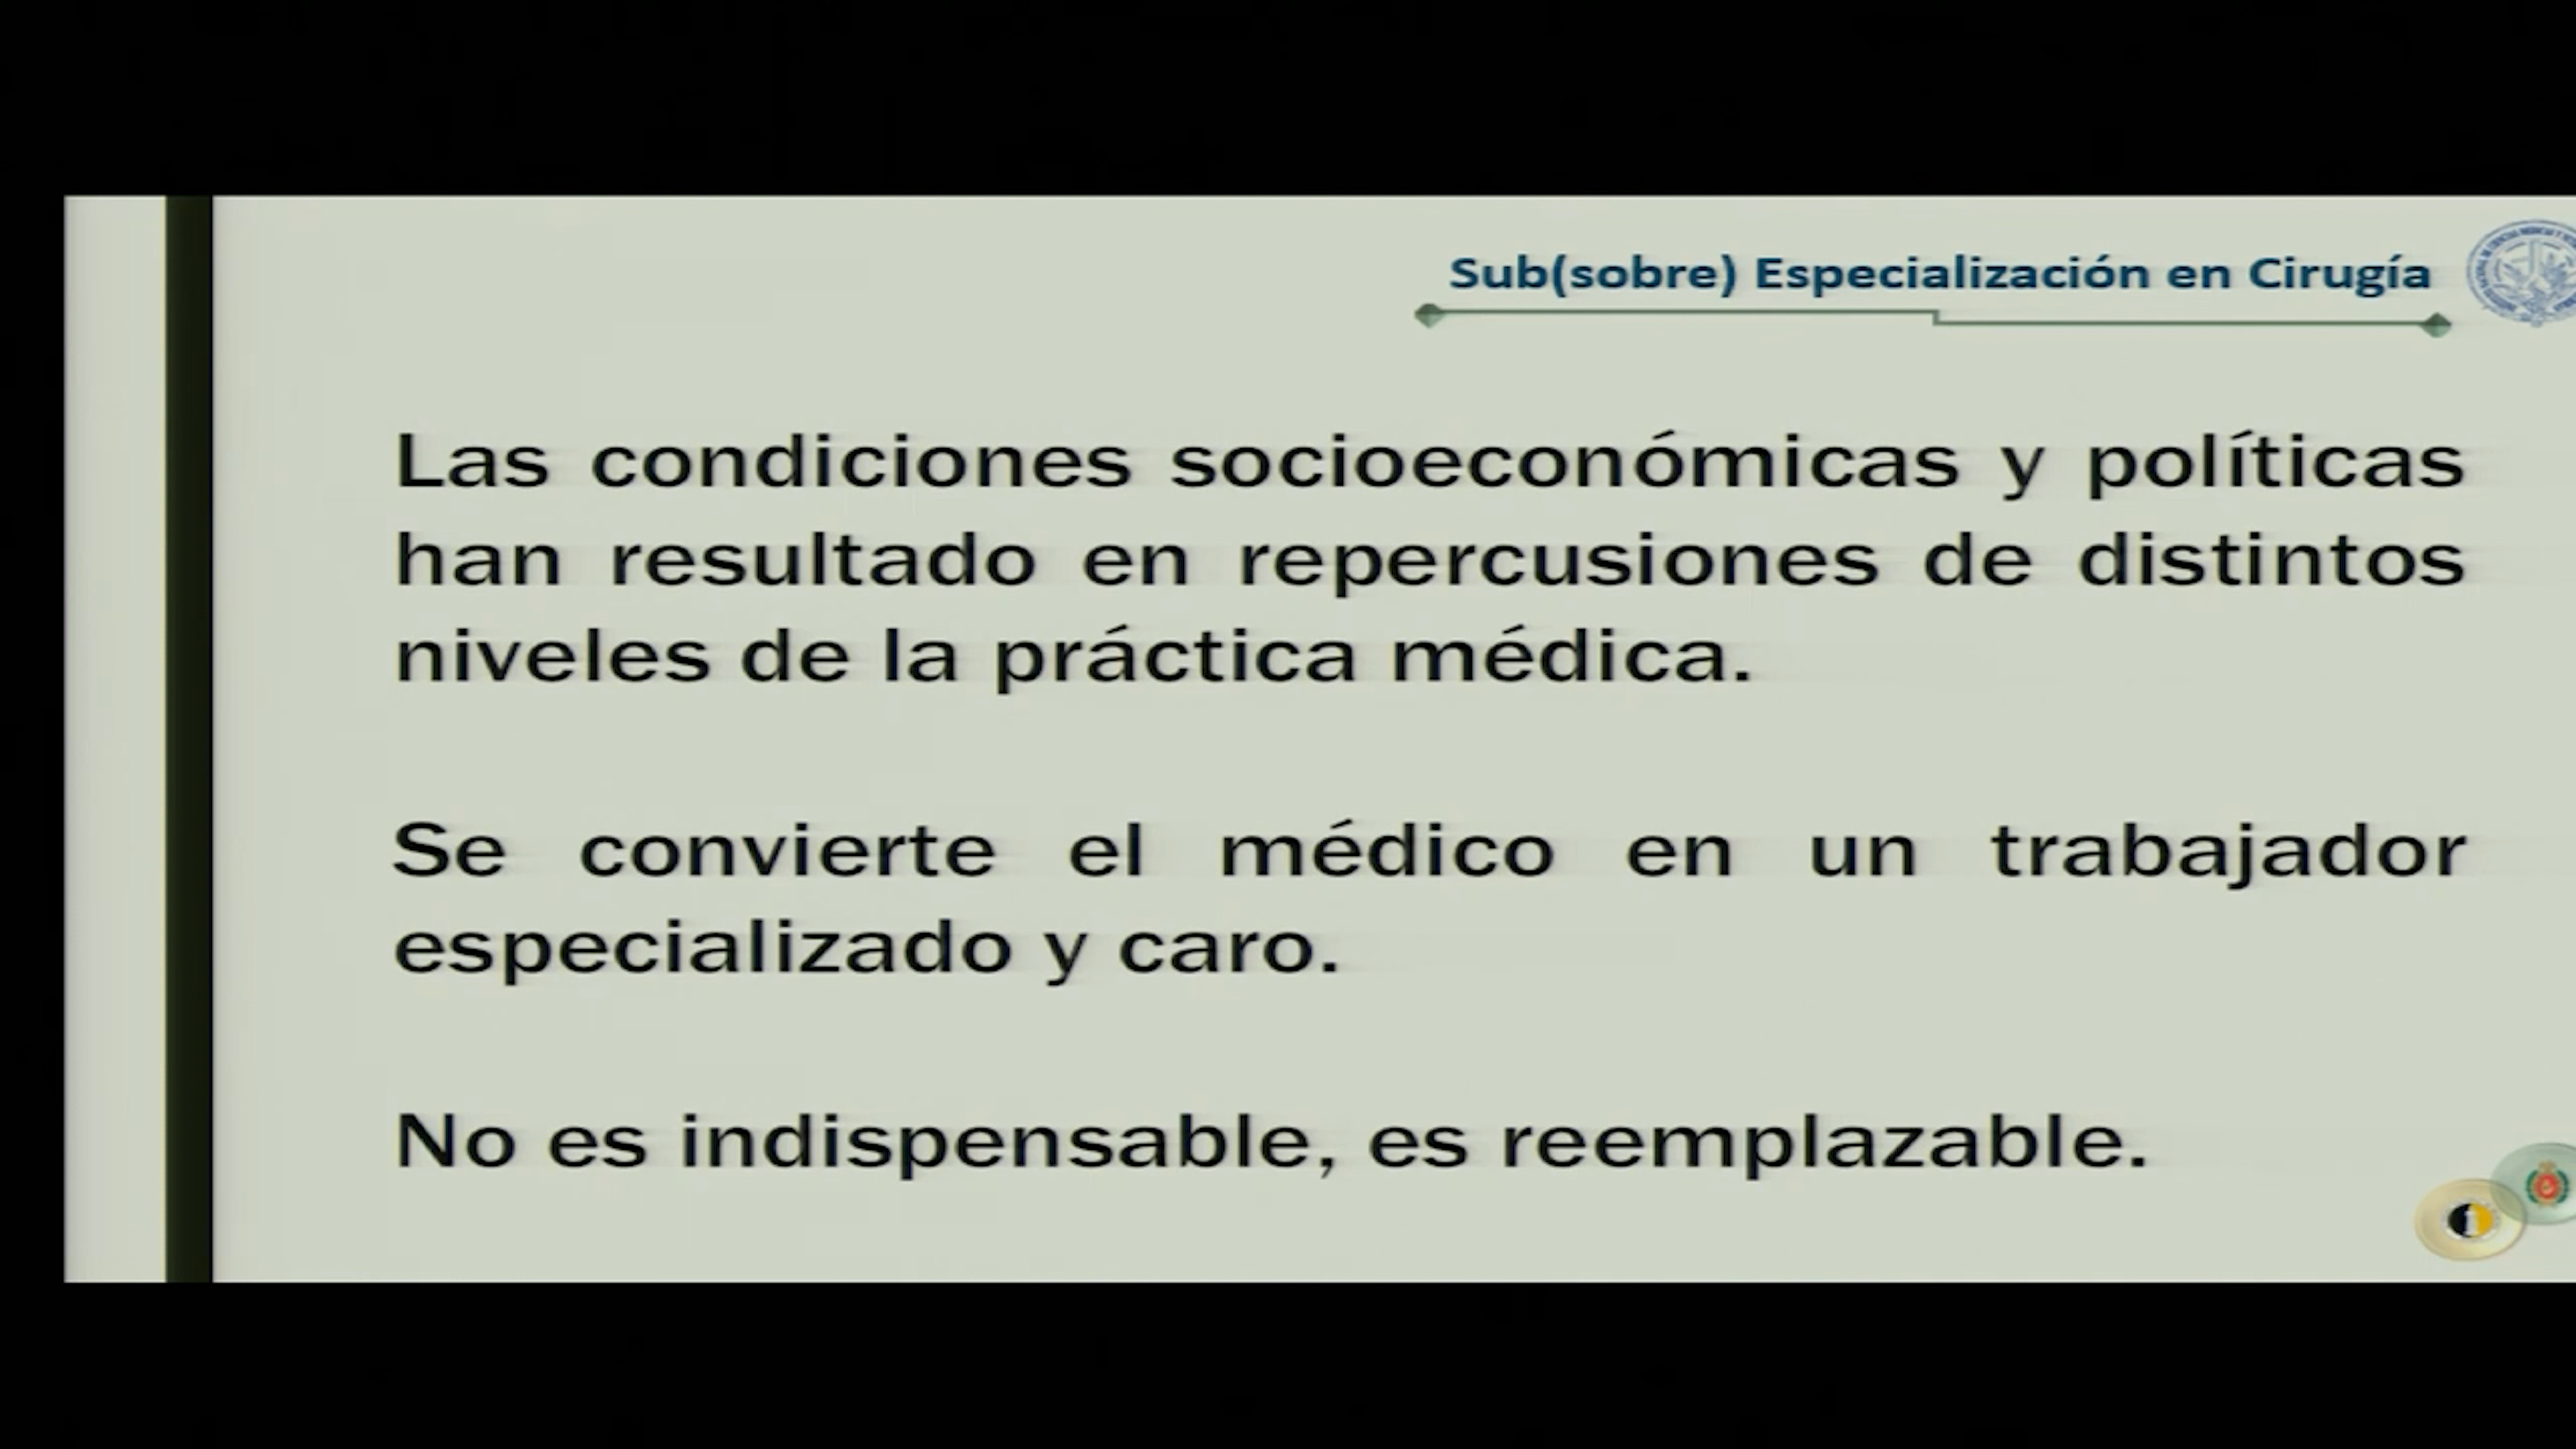 Sub(sobre) Especialización en Cirugía
Las condiciones socioeconómicas y políticas
han resultado en repercusiones de distintos
niveles de la práctica médica.
Se convierte el médico en un trabajador
especializado y caro.
No es indispensable, es reemplazable.